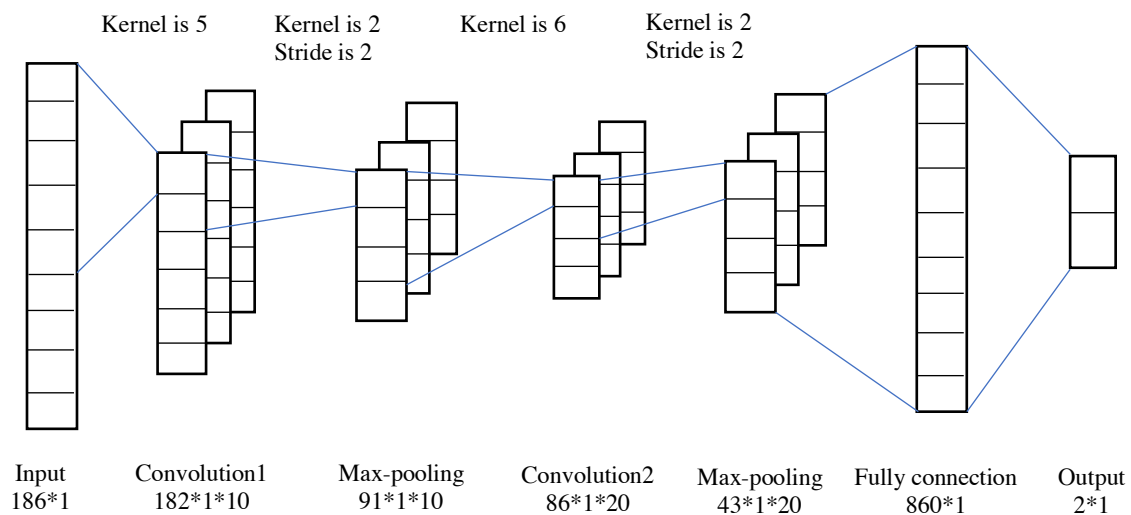 Kernel is 5
Kernel is 2
Stride is 2
Kernel is 6
Kernel is 2
Stride is 2
Input
186*1
Convolution1
182*1*10
Max-pooling
91*1*10
Convolution2
86*1*20
Max-pooling
43*1*20
Fully connection
860*1
Output
2*1